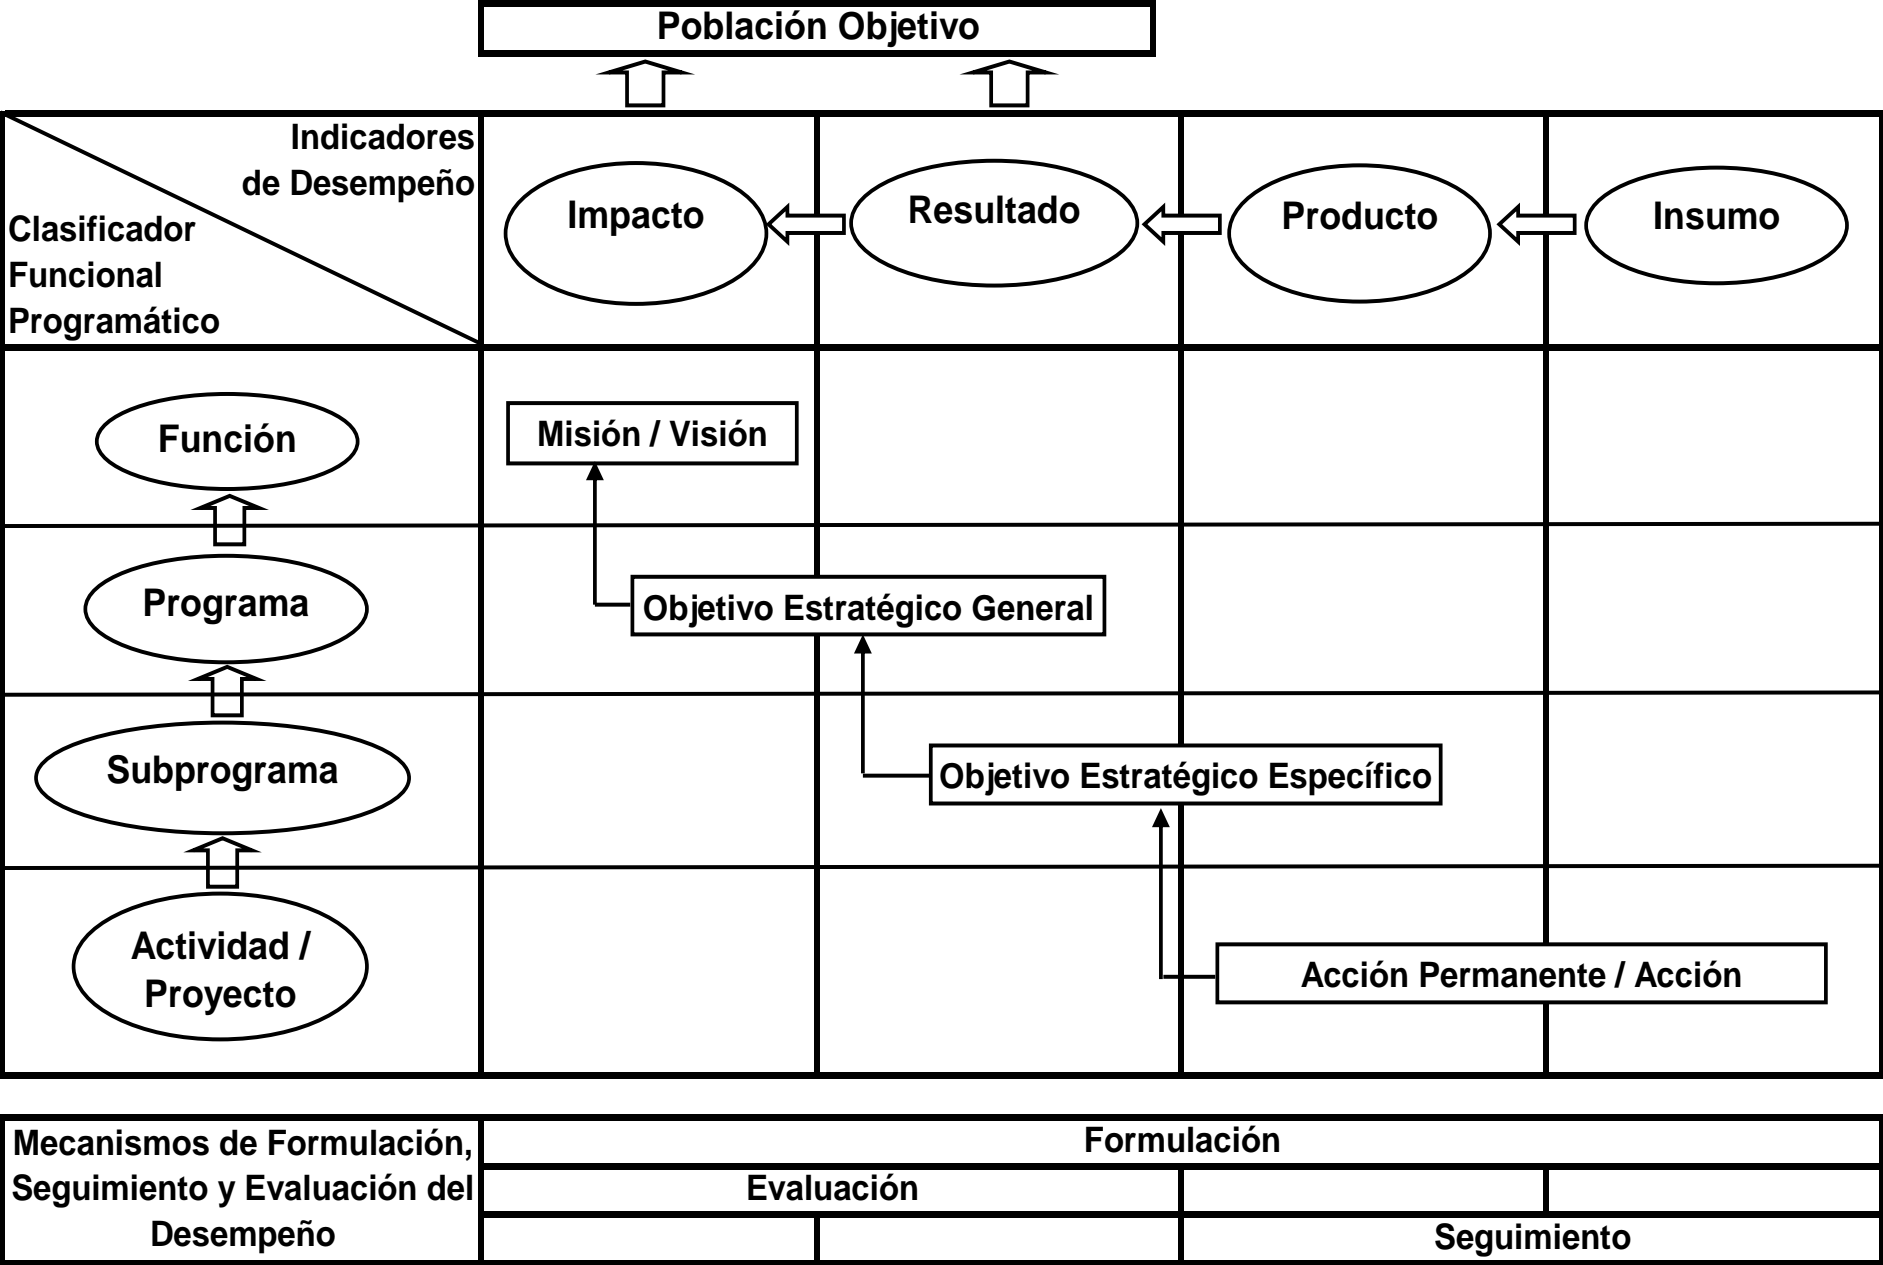 Población Objetivo
Indicadores
de Desempeño
Clasificador
Funcional
Programático
Impacto
Resultado
Producto
Insumo
Función
Misión / Visión
Programa
Objetivo Estratégico General
Subprograma
Objetivo Estratégico Específico
Actividad /
Proyecto
Acción Permanente / Acción
Mecanismos de Formulación,
Seguimiento y Evaluación del
Desempeño
Formulación
Evaluación
Seguimiento